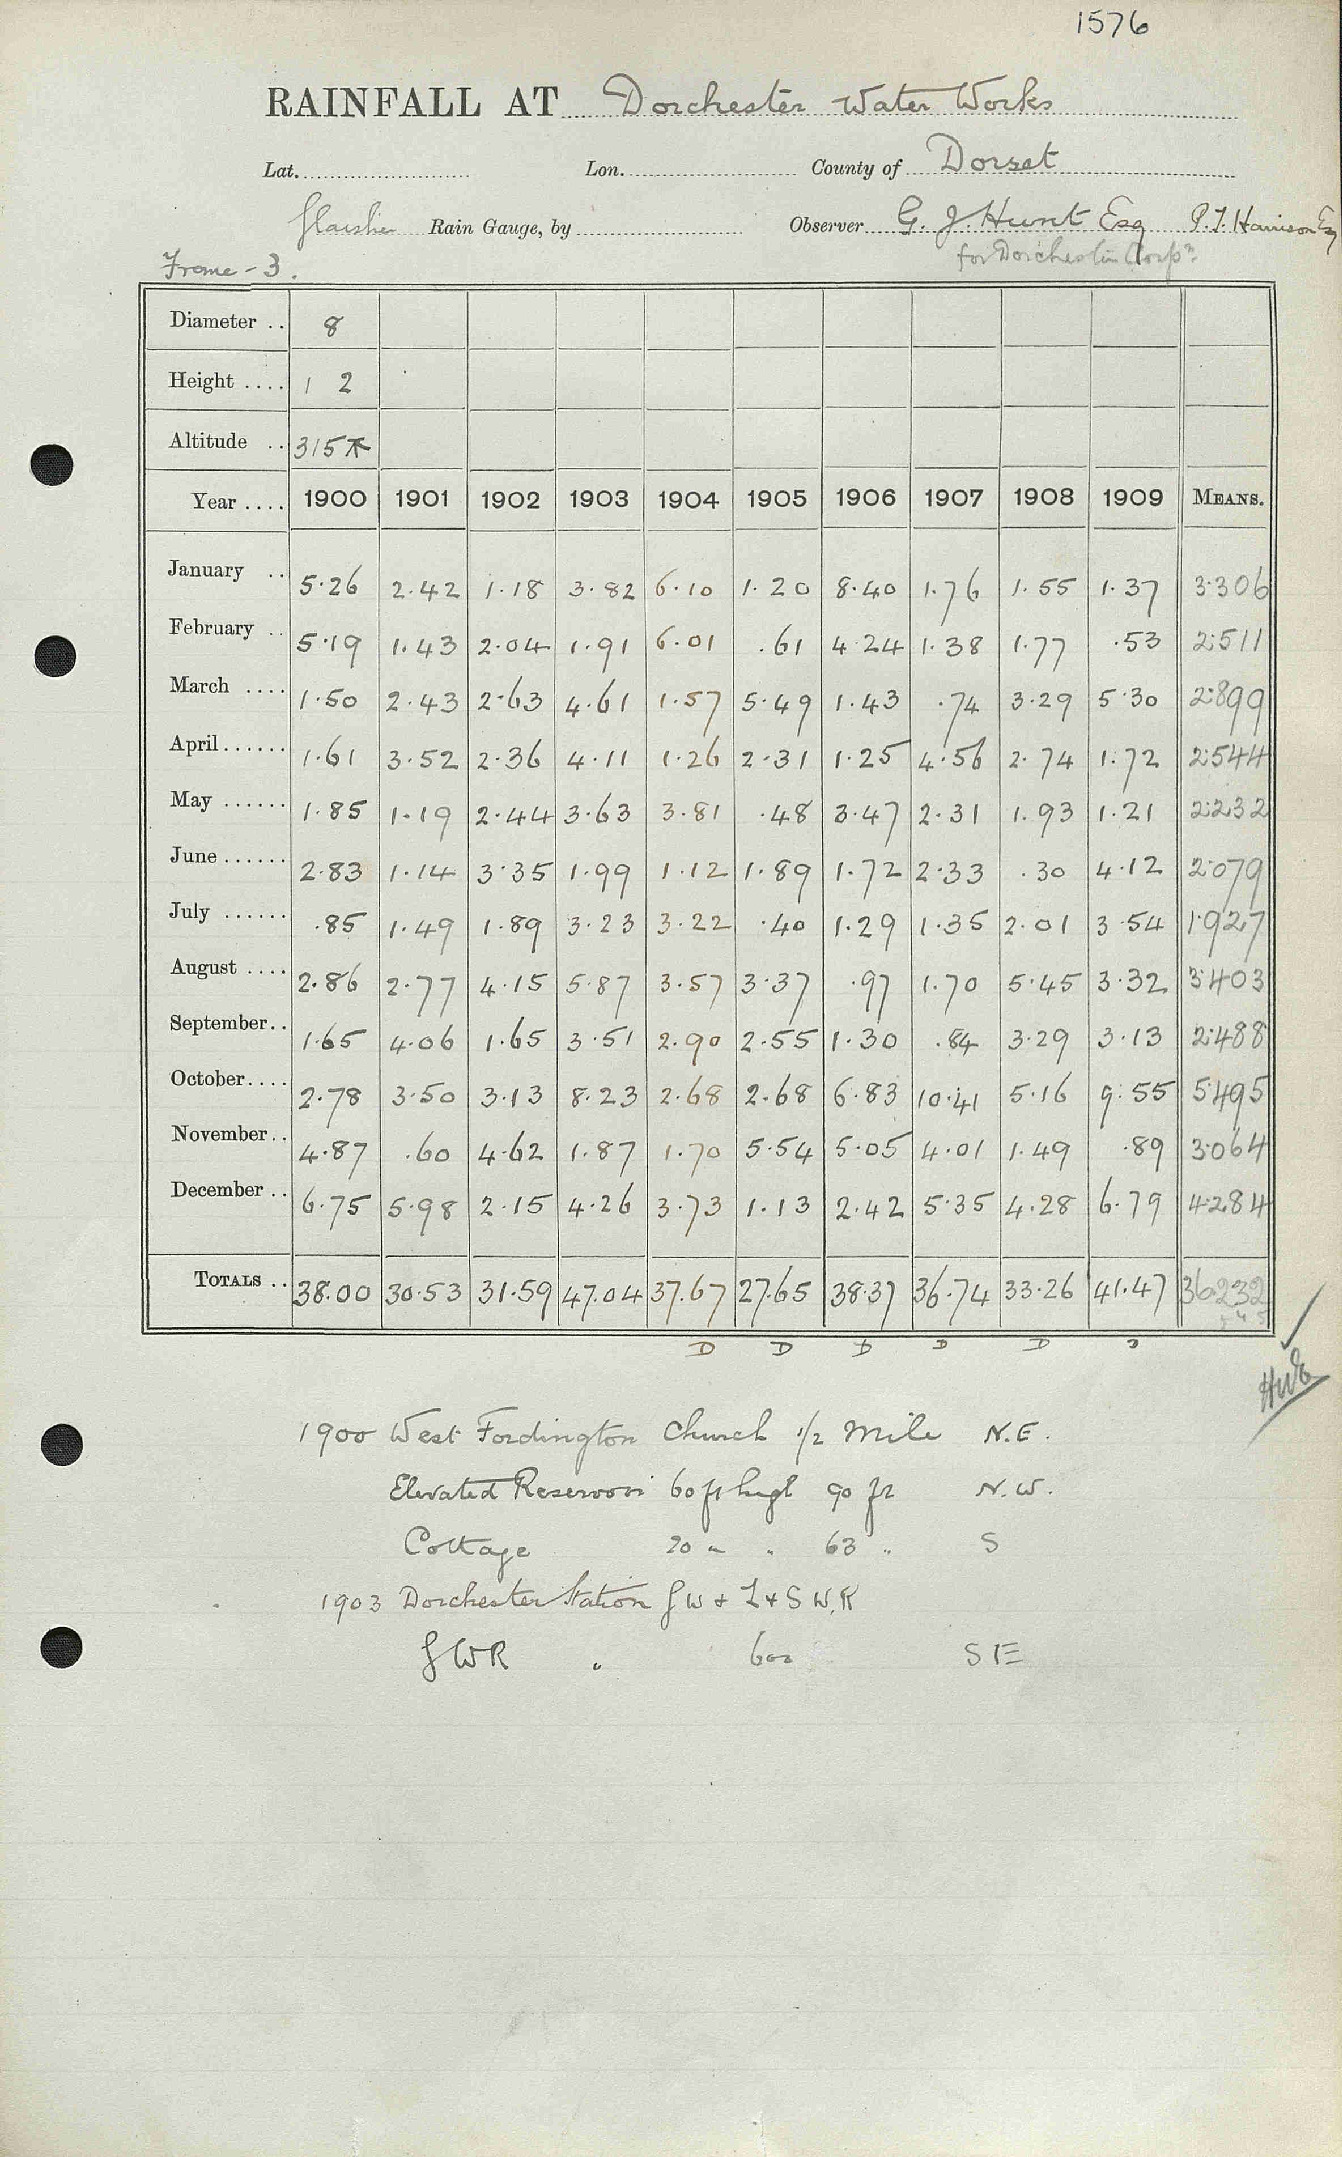 1576
RAINFALL AT Dorchester Water Works
Lat. Lon. County of Dorset
Glaisher Rain Gauge, by Observer G. J. Hunt Esq P.T. Harrison Esq
Frome - 3. for Dorchester Corpn.
Diameter .. 8
Height .... 1 2
Altitude .. 315
Year .... 1900 1901 1902 1903 1904 1905 1906 1907 1908 1909 MEANS.
January .. 5.26 2.42 1.18 3.82 6.10 1.20 8.40 1.76 1.55 1.37 3.306
February .. 5.19 1.43 2.04 1.91 6.01 .61 4.24 1.38 1.77 .53 2.511
March .... 1.50 2.43 2.63 4.61 1.57 5.49 1.43 .74 3.29 5.30 2.899
April...... 1.61 3.52 2.36 4.11 1.26 2.31 1.25 4.56 2.74 1.72 2.544
May ...... 1.85 1.19 2.44 3.63 3.81 .48 3.47 2.31 1.93 1.21 2.232
June ...... 2.83 1.14 3.35 1.99 1.12 1.89 1.72 2.33 .30 4.12 2.079
July ...... .85 1.49 1.89 3.23 3.22 .40 1.29 1.35 2.01 3.54 1.927
August .... 2.86 2.77 4.15 5.87 3.57 3.37 .97 1.70 5.45 3.32 3.403
September.. 1.65 4.06 1.65 3.51 2.90 2.55 1.30 .84 3.29 3.13 2.488
October.... 2.78 3.50 3.13 8.23 2.68 2.68 6.83 10.41 5.16 9.55 5.495
November.. 4.87 .60 4.62 1.87 1.70 5.54 5.05 4.01 1.49 .89 3.064
December .. 6.75 5.98 2.15 4.26 3.73 1.13 2.42 5.35 4.28 6.79 4.284
TOTALS .. 38.00 30.53 31.59 47.04 37.67 27.65 38.37 36.74 33.26 41.47 36.232
D D D D D
1900 West Fordington Church 1/2 Mile N.E.
Elevated Reservoir 60 ft high 90 ft N.W.
Cottage 20 " " 63 " S
1903 Dorchester Station GW & L & S W.R
GWR " 600 SE